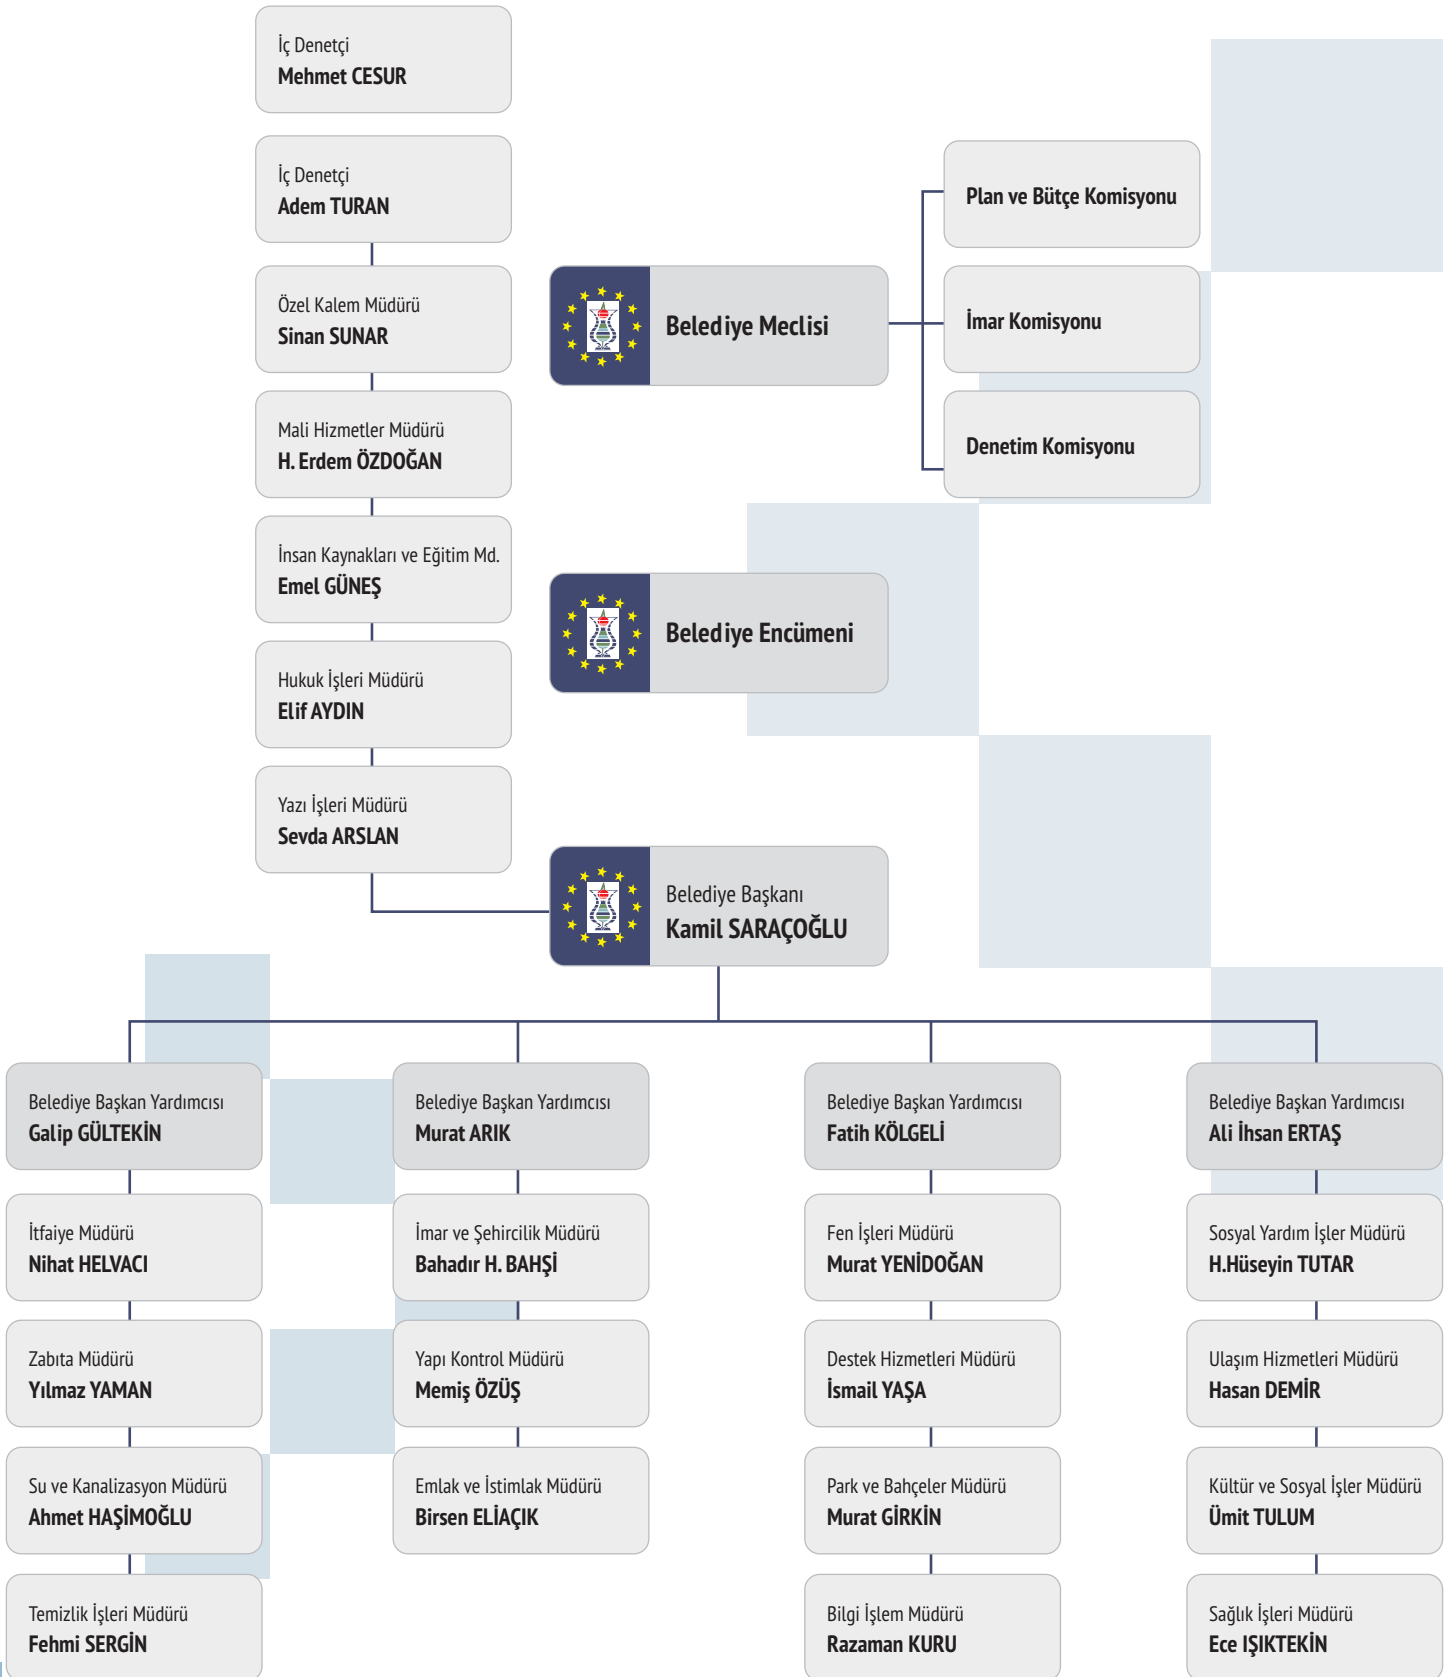 İç Denetçi
Mehmet CESUR
İç Denetçi
Adem TURAN
Özel Kalem Müdürü
Sinan SUNAR
Mali Hizmetler Müdürü
H. Erdem ÖZDOĞAN
İnsan Kaynakları ve Eğitim Md.
Emel GÜNEŞ
Hukuk İşleri Müdürü
Elif AYDIN
Yazı İşleri Müdürü
Sevda ARSLAN
Belediye Meclisi
Plan ve Bütçe Komisyonu
İmar Komisyonu
Denetim Komisyonu
Belediye Encümeni
Belediye Başkanı
Kamil SARAÇOĞLU
Belediye Başkan Yardımcısı
Galip GÜLTEKİN
İtfaiye Müdürü
Nihat HELVACI
Zabıta Müdürü
Yılmaz YAMAN
Su ve Kanalizasyon Müdürü
Ahmet HAŞİMOĞLU
Temizlik İşleri Müdürü
Fehmi SERGİN
Belediye Başkan Yardımcısı
Murat ARIK
İmar ve Şehircilik Müdürü
Bahadır H. BAHŞİ
Yapı Kontrol Müdürü
Memiş ÖZÜŞ
Emlak ve İstimlak Müdürü
Birsen ELİAÇIK
Belediye Başkan Yardımcısı
Fatih KÖLGELİ
Fen İşleri Müdürü
Murat YENİDOĞAN
Destek Hizmetleri Müdürü
İsmail YAŞA
Park ve Bahçeler Müdürü
Murat GİRKİN
Bilgi İşlem Müdürü
Razaman KURU
Belediye Başkan Yardımcısı
Ali İhsan ERTAŞ
Sosyal Yardım İşler Müdürü
H.Hüseyin TUTAR
Ulaşım Hizmetleri Müdürü
Hasan DEMİR
Kültür ve Sosyal İşler Müdürü
Ümit TULUM
Sağlık İşleri Müdürü
Ece IŞIKTEKİN